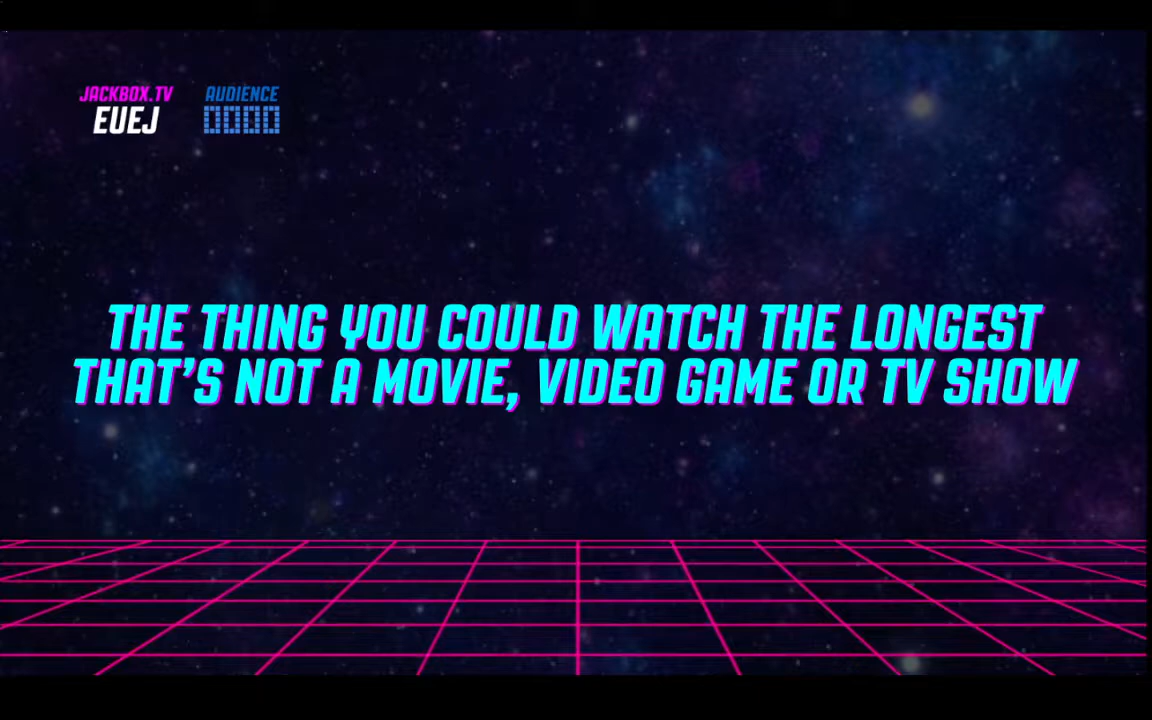 JACKBOX.TV
EUEJ
AUDIENCE
0000
THE THING YOU COULD WATCH THE LONGEST
THAT'S NOT A MOVIE, VIDEO GAME OR TV SHOW